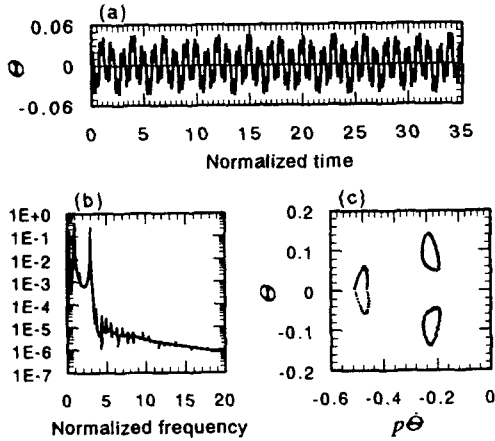 (a)
0.06
0
-0.06
Θ
0 5 10 15 20 25 30 35
Normalized time
(b)
1E+0
1E-1
1E-2
1E-3
1E-4
1E-5
1E-6
1E-7
0 5 10 15 20
Normalized frequency
(c)
0.2
0.1
0
-0.1
-0.2
Θ
-0.6 -0.4 -0.2 0
pΘ̇